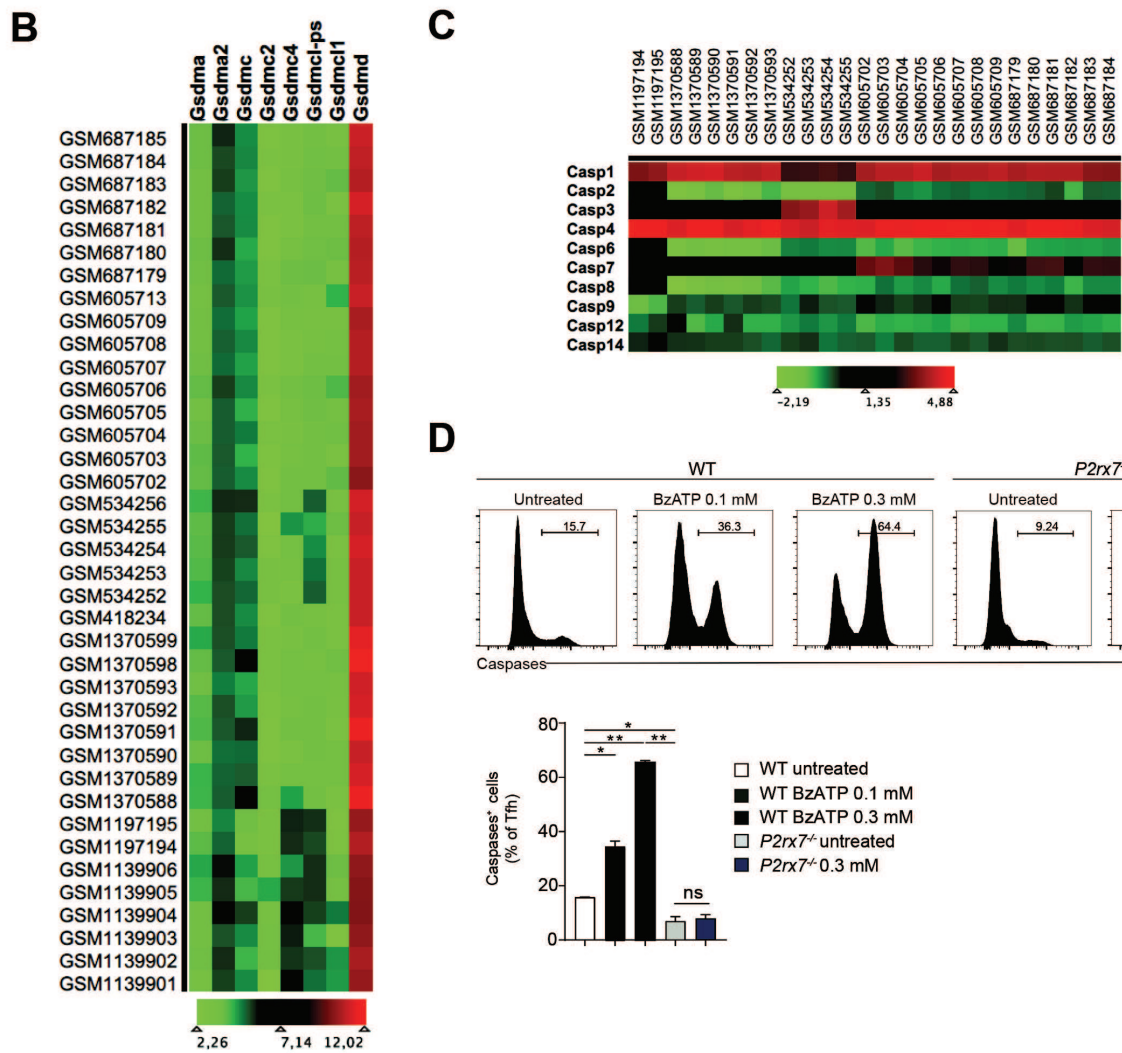 B
Gsdma
Gsdma2
Gsdmc
Gsdmc2
Gsdmc4
Gsdmcl-ps
Gsdmcl1
Gsdmd
GSM687185
GSM687184
GSM687183
GSM687182
GSM687181
GSM687180
GSM687179
GSM605713
GSM605709
GSM605708
GSM605707
GSM605706
GSM605705
GSM605704
GSM605703
GSM605702
GSM534256
GSM534255
GSM534254
GSM534253
GSM534252
GSM418234
GSM1370599
GSM1370598
GSM1370593
GSM1370592
GSM1370591
GSM1370590
GSM1370589
GSM1370588
GSM1197195
GSM1197194
GSM1139906
GSM1139905
GSM1139904
GSM1139903
GSM1139902
GSM1139901
2,26 7,14 12,02
C
GSM1197194
GSM1197195
GSM1370588
GSM1370589
GSM1370590
GSM1370591
GSM1370592
GSM1370593
GSM534252
GSM534253
GSM534254
GSM534255
GSM605702
GSM605703
GSM605704
GSM605705
GSM605706
GSM605707
GSM605708
GSM605709
GSM687179
GSM687181
GSM687182
GSM687183
GSM687184
Casp1
Casp2
Casp3
Casp4
Casp6
Casp7
Casp8
Casp9
Casp12
Casp14
-2,19 1,35 4,88
D
WT P2rx7
Untreated BzATP 0.1 mM BzATP 0.3 mM Untreated
15.7 36.3 64.4 9.24
Caspases
Caspases+ cells
(% of Tfh)
80
60
40
20
0
*
** **
*
ns
WT untreated
WT BzATP 0.1 mM
WT BzATP 0.3 mM
P2rx7-/- untreated
P2rx7-/- 0.3 mM